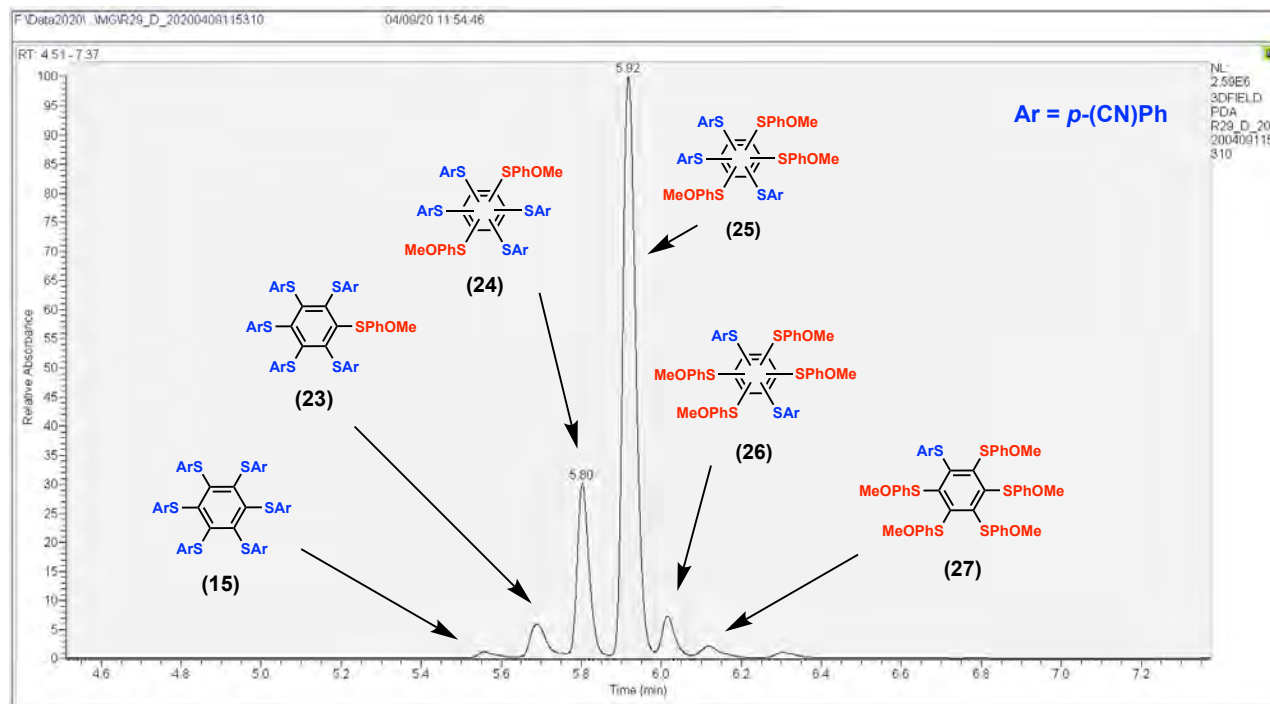 F:\Data2020\...\MG\R29_D_20200409115310
04/09/20 11:54:46
RT: 4.51 - 7.37
NL:
2.59E6
3DFIELD
PDA
R29_D_20
200409115
310
Ar = p-(CN)Ph
5.92
ArS
SPhOMe
ArS
SPhOMe
MeOPhS
SAr
(25)
ArS
SPhOMe
ArS
SAr
MeOPhS
SAr
(24)
ArS
SAr
ArS
SPhOMe
ArS
SAr
(23)
ArS
SPhOMe
MeOPhS
SPhOMe
MeOPhS
SAr
(26)
ArS
SPhOMe
MeOPhS
SPhOMe
MeOPhS
SPhOMe
(27)
ArS
SAr
ArS
SAr
ArS
SAr
(15)
5.80
Relative Absorbance
100
95
90
85
80
75
70
65
60
55
50
45
40
35
30
25
20
15
10
5
0
4.6
4.8
5.0
5.2
5.4
5.6
5.8
6.0
6.2
6.4
6.6
6.8
7.0
7.2
Time (min)